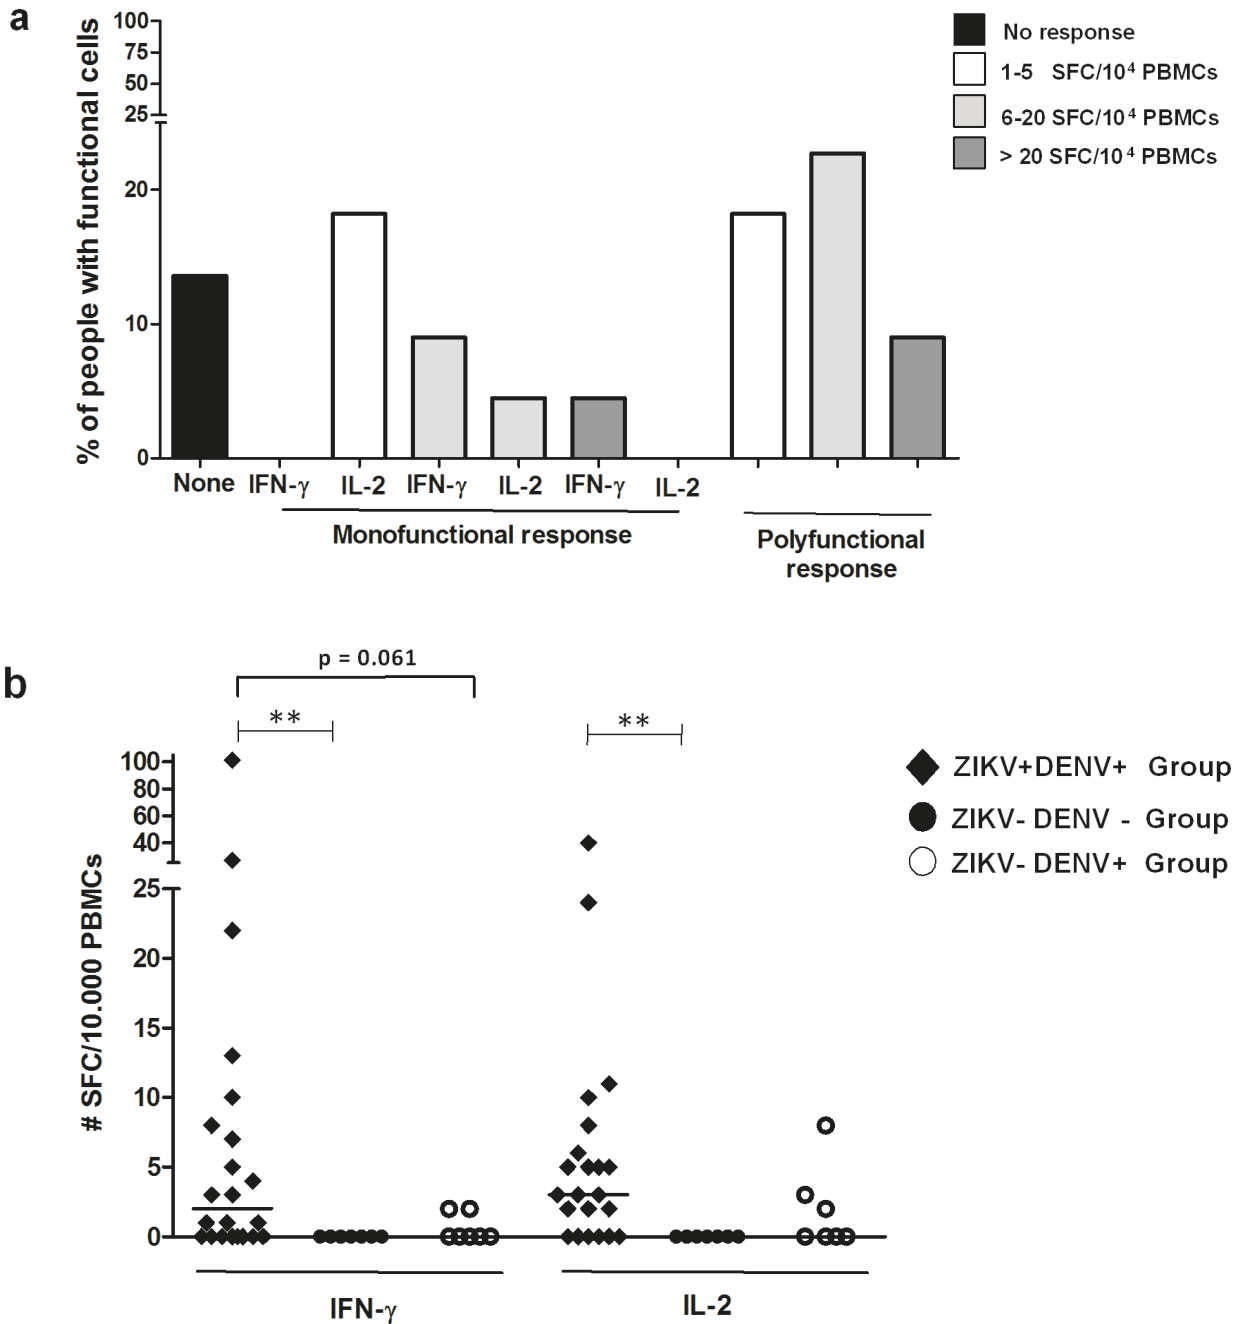 a
% of people with functional cells
100
75
50
25
20
10
0
No response
1-5 SFC/10⁴ PBMCs
6-20 SFC/10⁴ PBMCs
> 20 SFC/10⁴ PBMCs
None IFN-γ IL-2 IFN-γ IL-2 IFN-γ IL-2
Monofunctional response
Polyfunctional
response
b
p = 0.061
** **
# SFC/10.000 PBMCs
100
80
60
40
25
20
15
10
5
0
ZIKV+DENV+ Group
ZIKV- DENV - Group
ZIKV- DENV+ Group
IFN-γ IL-2